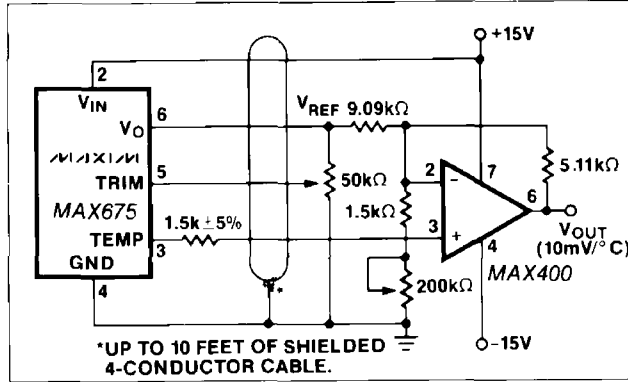 +15V
2
VIN
VREF 9.09kΩ
6
VO
MAXIM
5
TRIM
50kΩ
2
-
7
5.11kΩ
6
MAX675
1.5k ±5%
1.5kΩ
TEMP
3
3
+
4
VOUT
(10mV/°C)
GND
4
200kΩ
MAX400
*
*UP TO 10 FEET OF SHIELDED
4-CONDUCTOR CABLE.
-15V